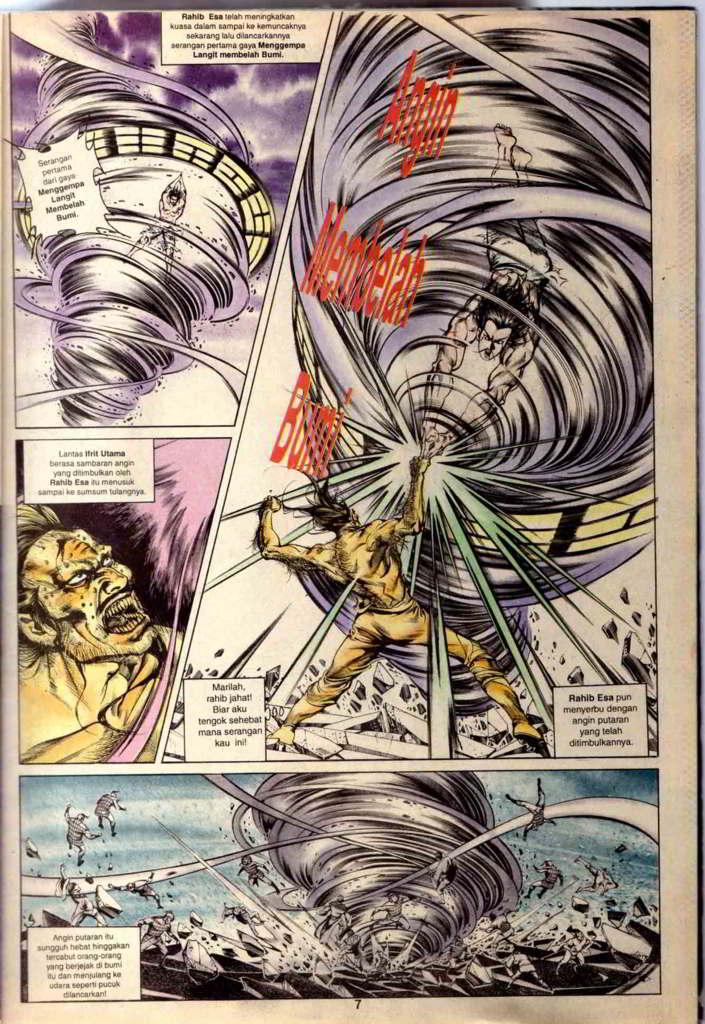 Rahib Esa telah meningkatkan
kuasa dalam sampai ke kemuncaknya
sekarang lalu dilancarkannya
serangan pertama gaya Menggempa
Langit membelah Bumi.
Serangan
pertama
dari gaya
Menggempa
Langit
Membelah
Bumi.
Angin
Membelah
Bumi
Lantas Ifrit Utama
berasa sambaran angin
yang ditimbulkan oleh
Rahib Esa itu menusuk
sampai ke sumsum tulangnya.
Marilah,
rahib jahat!
Biar aku
tengok sehebat
mana serangan
kau ini!
Rahib Esa pun
menyerbu dengan
angin putaran
yang telah
ditimbulkannya.
Angin putaran itu
sungguh hebat hinggakan
tercabut orang-orang
yang berjejak di bumi
itu dan menjulang ke
udara seperti pucuk
dilancarkan!
7